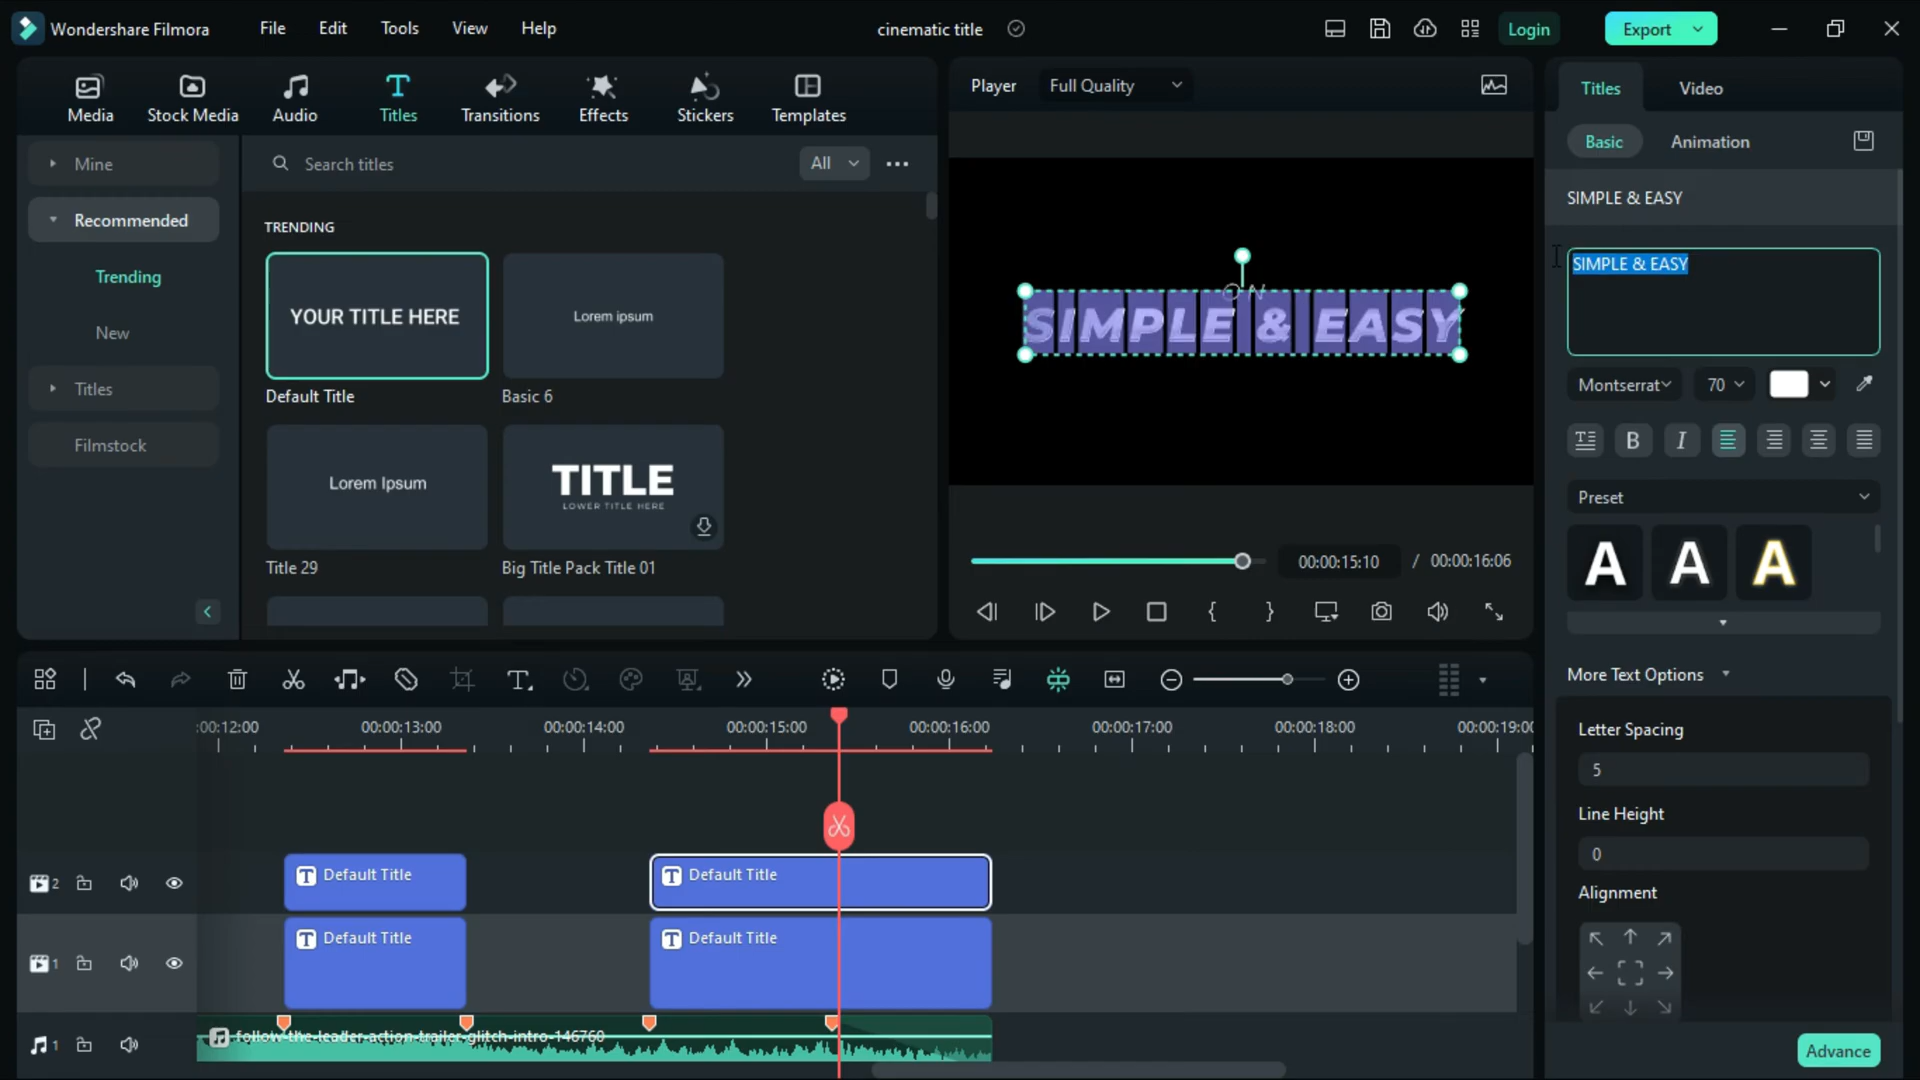 Wondershare Filmora
File
Edit
Tools
View
Help
cinematic title
Login
Export
Media
Stock Media
Audio
Titles
Transitions
Effects
Stickers
Templates
Player
Full Quality
Titles
Video
Mine
Search titles
All
Basic
Animation
Recommended
TRENDING
SIMPLE & EASY
Trending
YOUR TITLE HERE
Lorem ipsum
SIMPLE & EASY
New
ON
SIMPLE & EASY
Default Title
Basic 6
Montserrat
70
Titles
Filmstock
Lorem Ipsum
TITLE
LOWER TITLE HERE
B
I
Preset
Title 29
Big Title Pack Title 01
00:00:15:10
/
00:00:16:06
A
A
A
More Text Options
:00:12:00
00:00:13:00
00:00:14:00
00:00:15:00
00:00:16:00
00:00:17:00
00:00:18:00
00:00:19:00
Letter Spacing
5
Line Height
0
Alignment
2
Default Title
Default Title
1
Default Title
Default Title
1
follow-the-leader-action-trailer-glitch-intro-146760
Advance